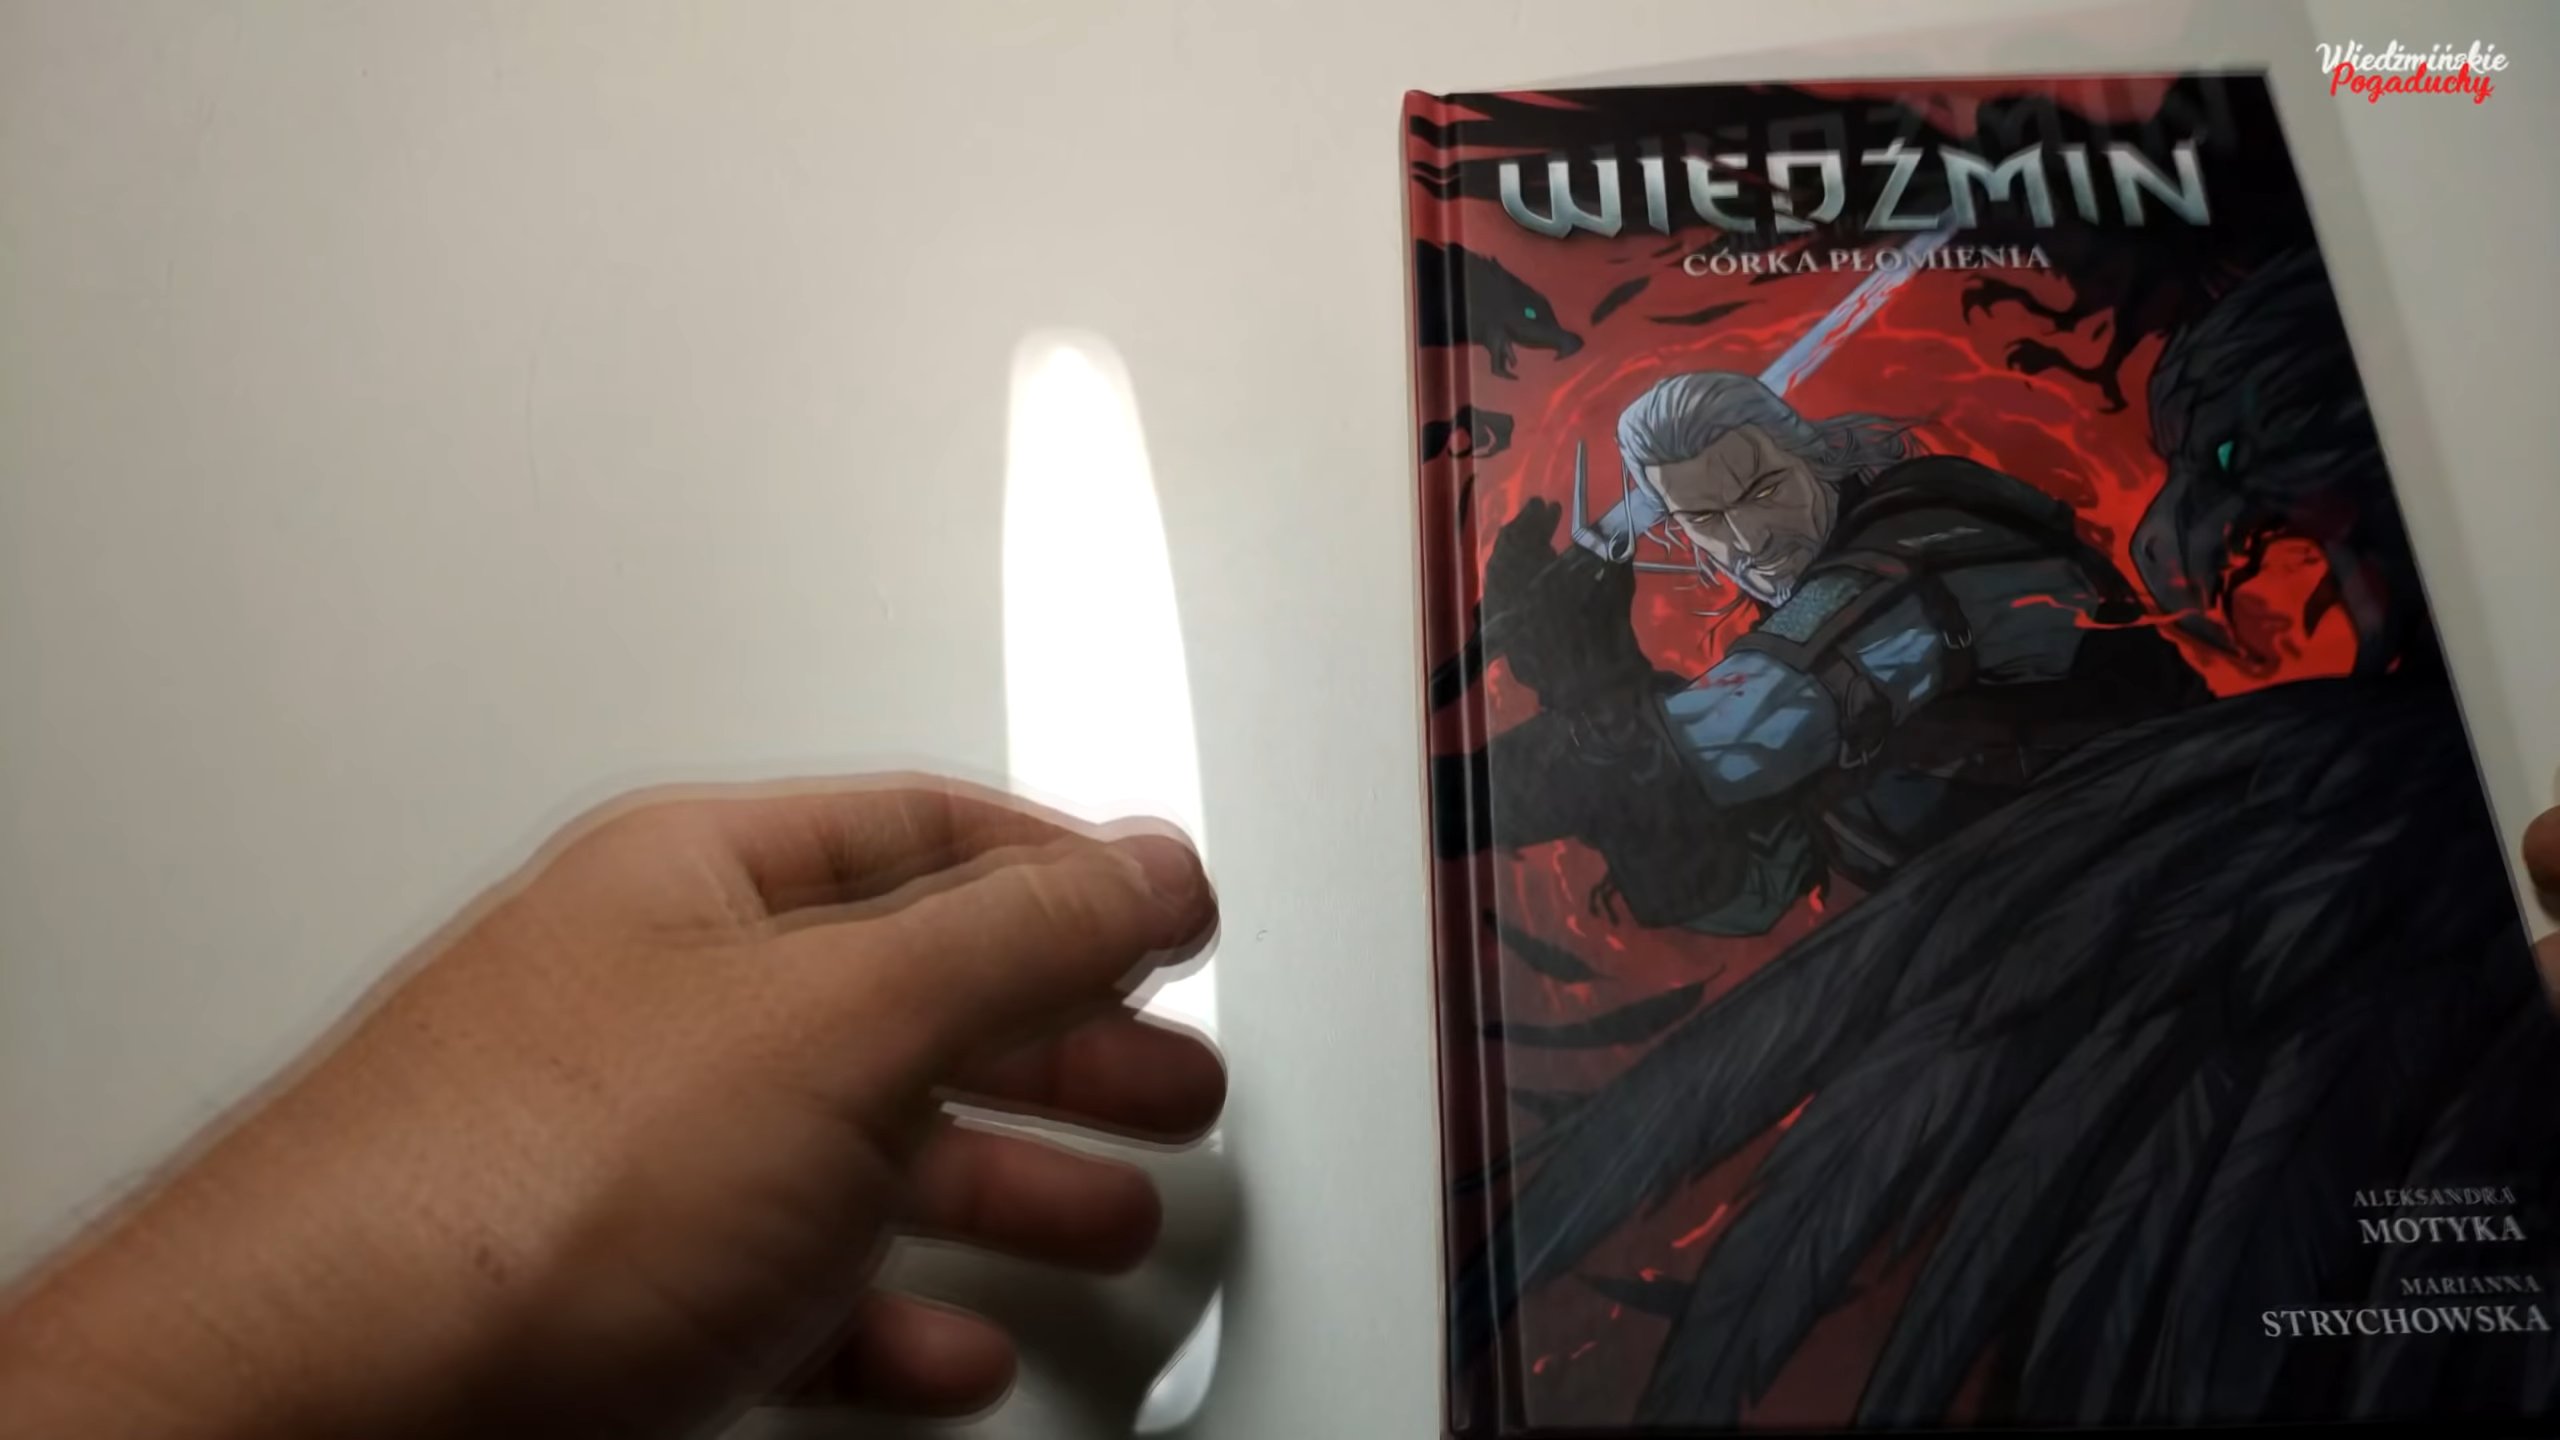 Wiedźmińskie
Pogaduchy
WIEDŹMIN
CÓRKA PŁOMIENIA
ALEKSANDRA
MOTYKA
MARIANNA
STRYCHOWSKA